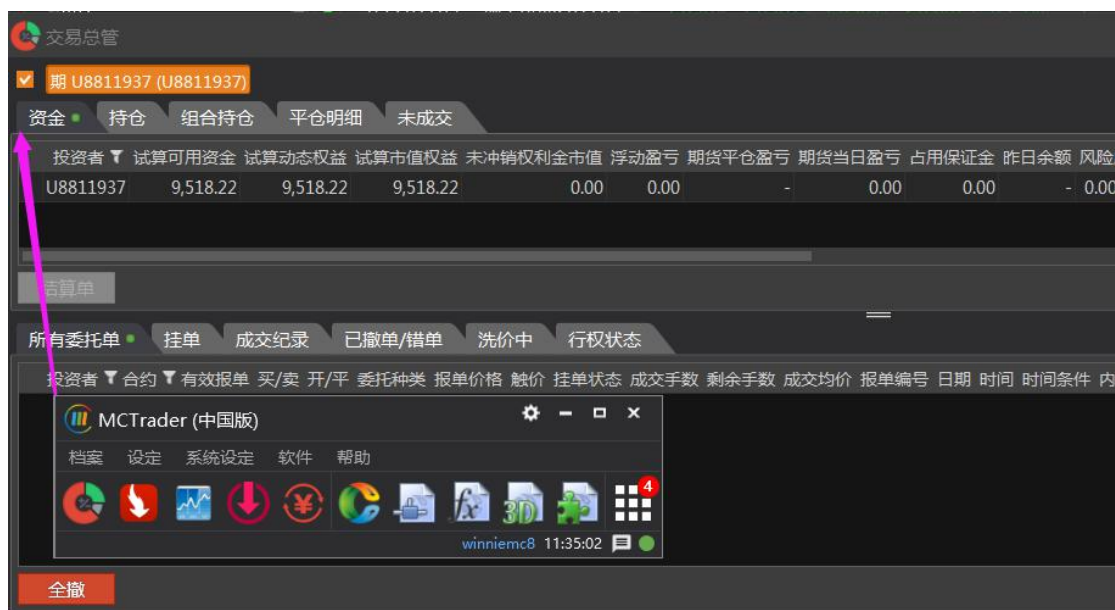 交易总管
期 U8811937 (U8811937)
资金 持仓 组合持仓 平仓明细 未成交
投资者 试算可用资金 试算动态权益 试算市值权益 未冲销权利金市值 浮动盈亏 期货平仓盈亏 期货当日盈亏 占用保证金 昨日余额 风险
U8811937 9,518.22 9,518.22 9,518.22 0.00 0.00 - 0.00 0.00 - 0.00
结算单
所有委托单 挂单 成交纪录 已撤单/错单 洗价中 行权状态
投资者 合约 有效报单 买/卖 开/平 委托种类 报单价格 触价 挂单状态 成交手数 剩余手数 成交均价 报单编号 日期 时间 时间条件 内
MCTrader (中国版)
档案 设定 系统设定 软件 帮助
fx 3D 4
winniemc8 11:35:02
全撤